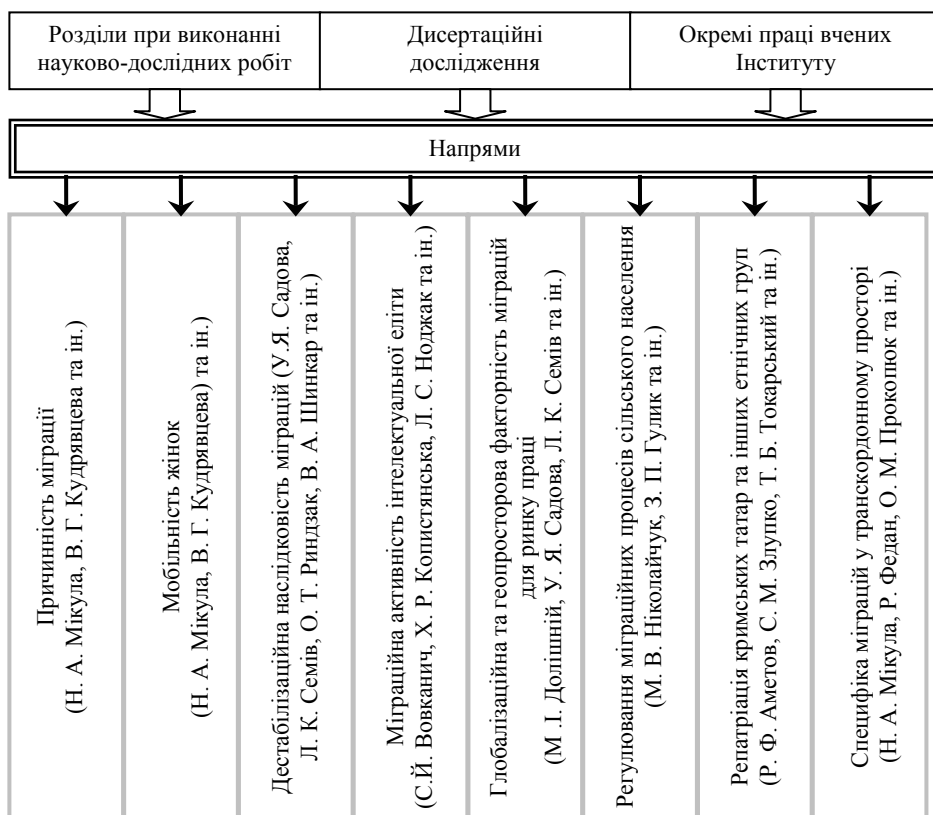 Розділи при виконанні
науково-дослідних робіт
Дисертаційні
дослідження
Окремі праці вчених
Інституту
Напрями
Причинність міграції
(Н. А. Мікула, В. Г. Кудрявцева та ін.)
Мобільність жінок
(Н. А. Мікула, В. Г. Кудрявцева) та ін.)
Дестабілізаційна наслідковість міграцій (У.Я. Садова,
Л. К. Семів, О. Т. Риндзак, В. А. Шинкар та ін.)
Міграційна активність інтелектуальної еліти
(С.Й. Вовканич, Х. Р. Копистянська, Л. С. Ноджак та ін.)
Глобалізаційна та геопросторова факторність міграцій
для ринку праці
(М .І. Долішній, У. Я. Садова, Л. К. Семів та ін.)
Регулювання міграційних процесів сільського населення
(М. В. Ніколайчук, З. П. Гулик та ін.)
Репатріація кримських татар та інших етнічних груп
(Р. Ф. Аметов, С. М. Злупко, Т. Б. Токарський та ін.)
Специфіка міграцій у транскордонному просторі
(Н. А. Мікула, Р. Федан, О. М. Прокопюк та ін.)